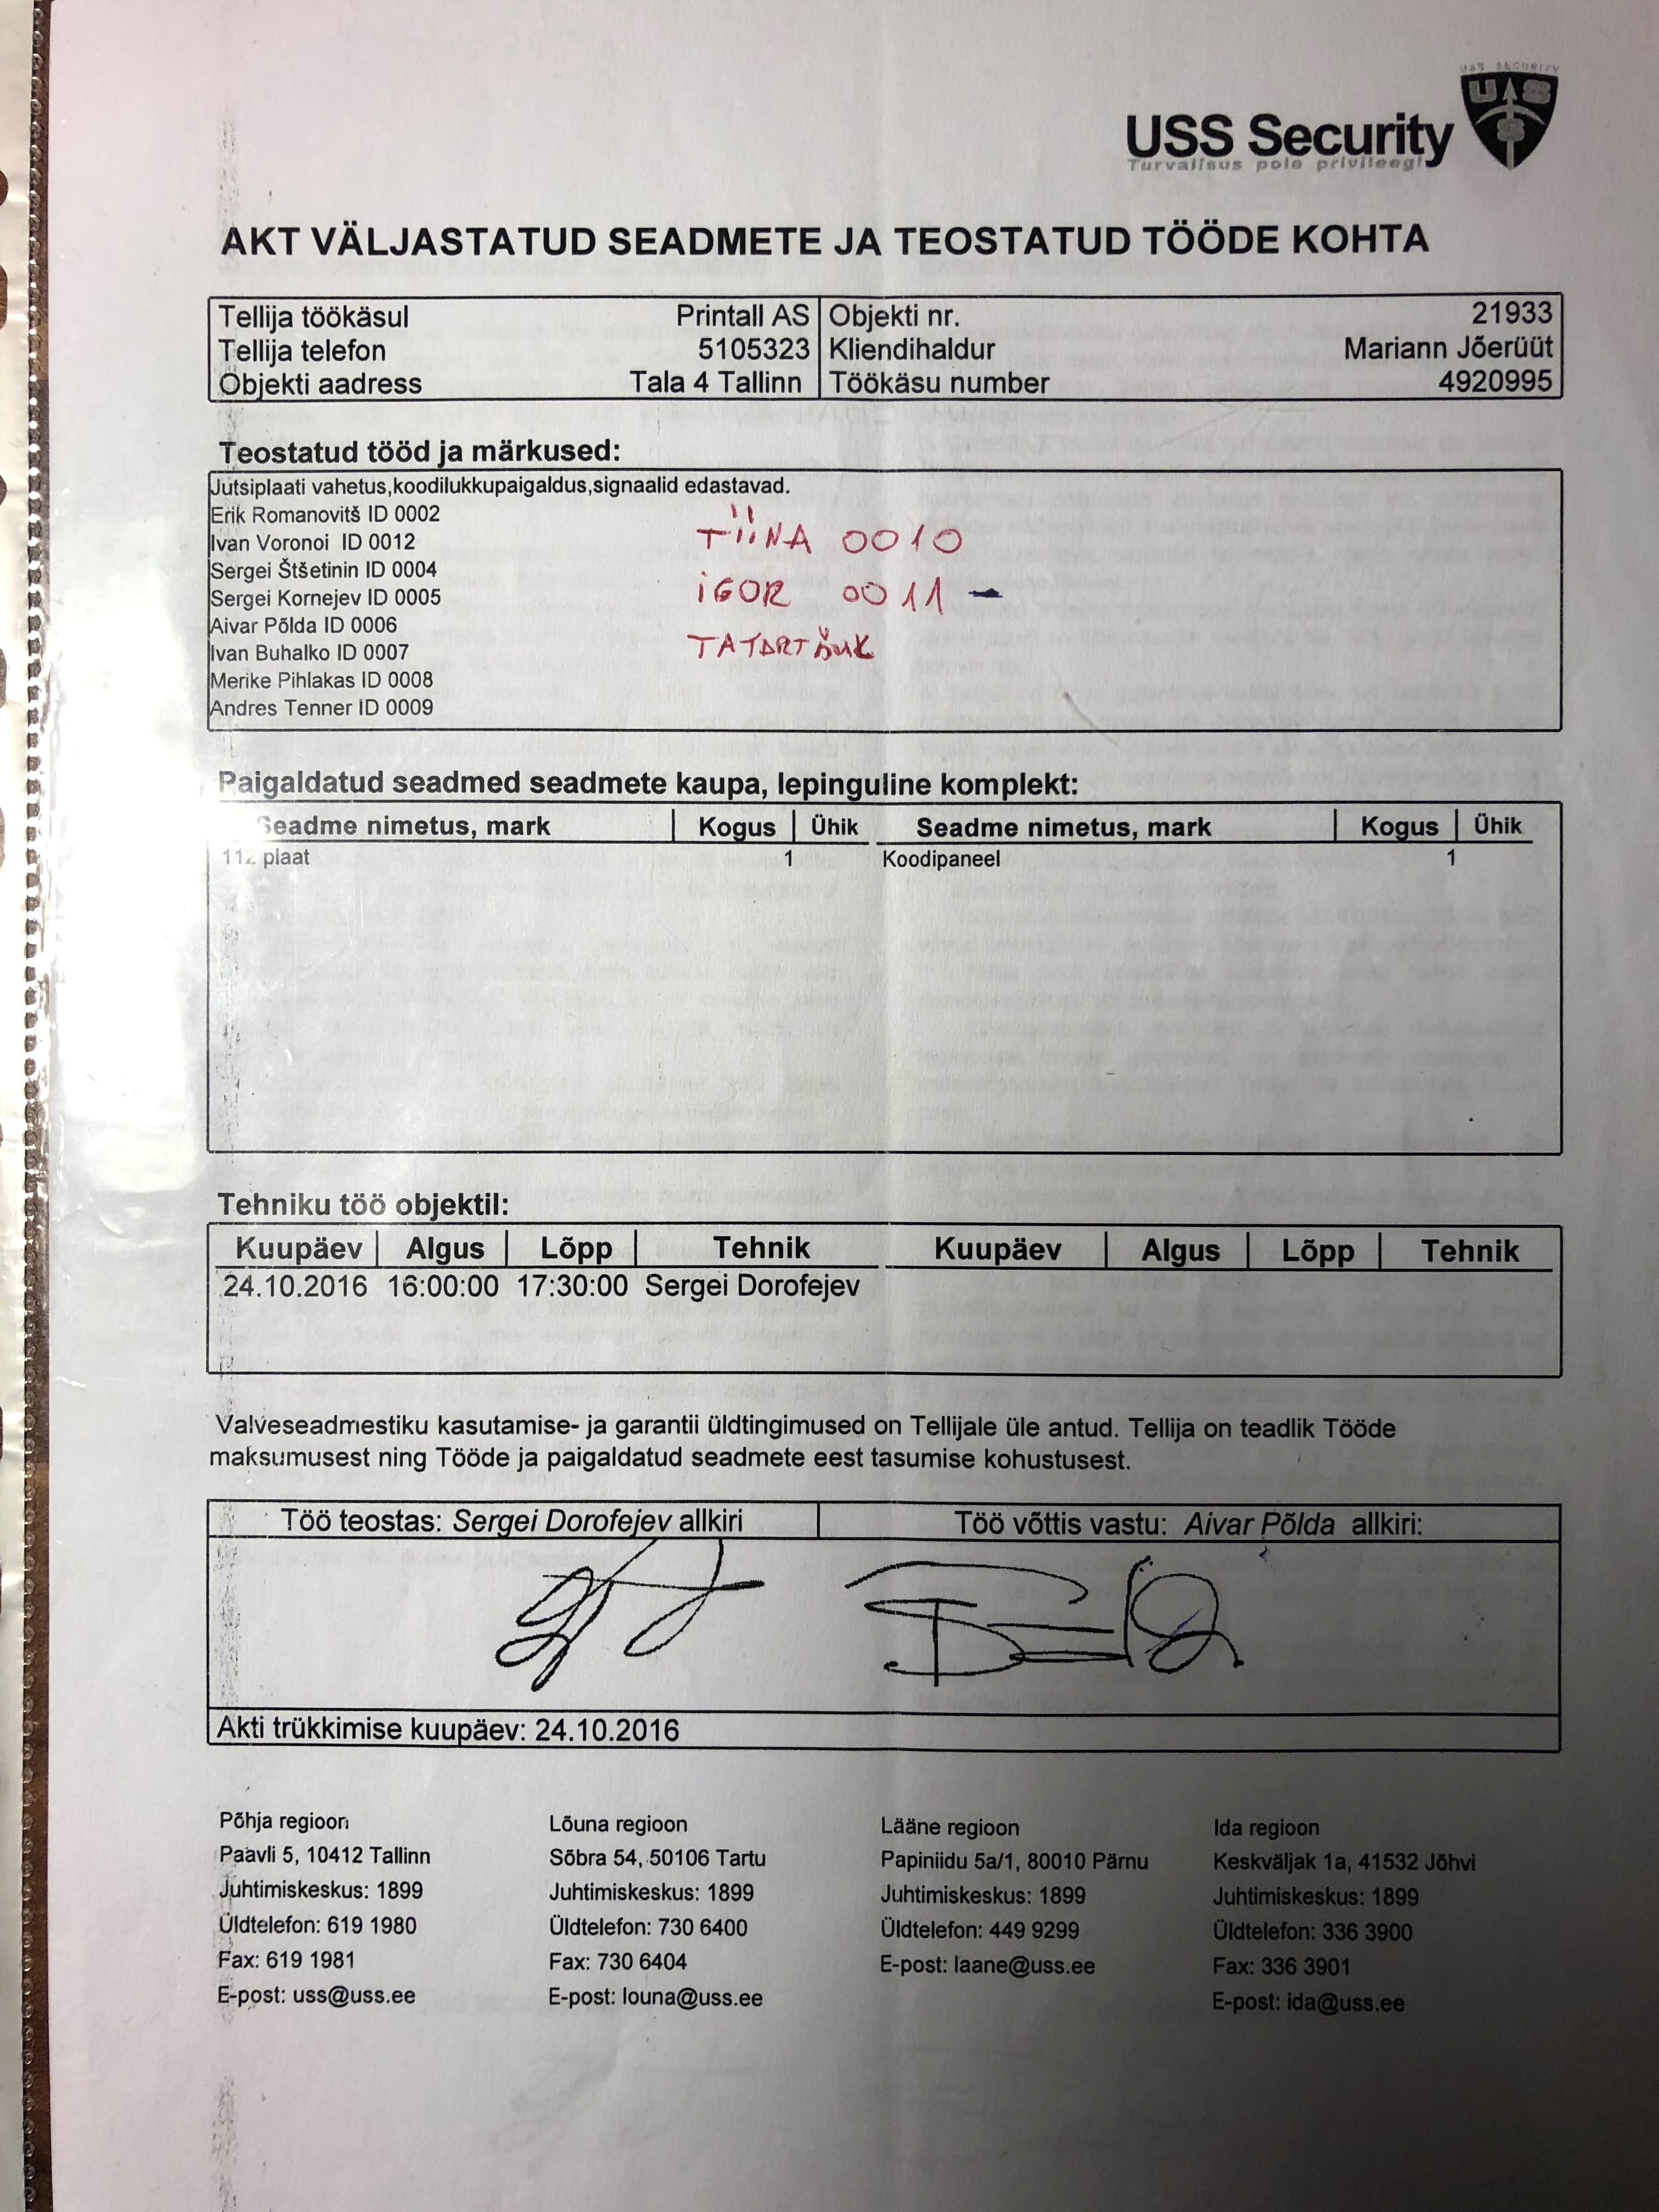 USS SECURITY
USS
S
USS Security
Turvalisus pole privileeg!
AKT VÄLJASTATUD SEADMETE JA TEOSTATUD TÖÖDE KOHTA
Tellija töökäsul Printall AS Objekti nr. 21933
Tellija telefon 5105323 Kliendihaldur Mariann Jõerüüt
Objekti aadress Tala 4 Tallinn Töökäsu number 4920995
Teostatud tööd ja märkused:
Jutsiplaati vahetus,koodilukkupaigaldus,signaalid edastavad.
Erik Romanovitš ID 0002
Ivan Voronoi ID 0012
Sergei Štšetinin ID 0004
Sergei Kornejev ID 0005
Aivar Põlda ID 0006
Ivan Buhalko ID 0007
Merike Pihlakas ID 0008
Andres Tenner ID 0009
TiiNA 0010
iGOR 0011 -
Paigaldatud seadmed seadmete kaupa, lepinguline komplekt:
Seadme nimetus, mark Kogus Ühik Seadme nimetus, mark Kogus Ühik
112 plaat 1 Koodipaneel 1
Tehniku töö objektil:
Kuupäev Algus Lõpp Tehnik Kuupäev Algus Lõpp Tehnik
24.10.2016 16:00:00 17:30:00 Sergei Dorofejev
Valveseadmestiku kasutamise- ja garantii üldtingimused on Tellijale üle antud. Tellija on teadlik Tööde
maksumusest ning Tööde ja paigaldatud seadmete eest tasumise kohustusest.
Töö teostas: Sergei Dorofejev allkiri Töö võttis vastu: Aivar Põlda allkiri:
Akti trükkimise kuupäev: 24.10.2016
Põhja regioon
Paavli 5, 10412 Tallinn
Juhtimiskeskus: 1899
Üldtelefon: 619 1980
Fax: 619 1981
E-post: uss@uss.ee
Lõuna regioon
Sõbra 54, 50106 Tartu
Juhtimiskeskus: 1899
Üldtelefon: 730 6400
Fax: 730 6404
E-post: louna@uss.ee
Lääne regioon
Papiniidu 5a/1, 80010 Pärnu
Juhtimiskeskus: 1899
Üldtelefon: 449 9299
E-post: laane@uss.ee
Ida regioon
Keskväljak 1a, 41532 Jõhvi
Juhtimiskeskus: 1899
Üldtelefon: 336 3900
Fax: 336 3901
E-post: ida@uss.ee